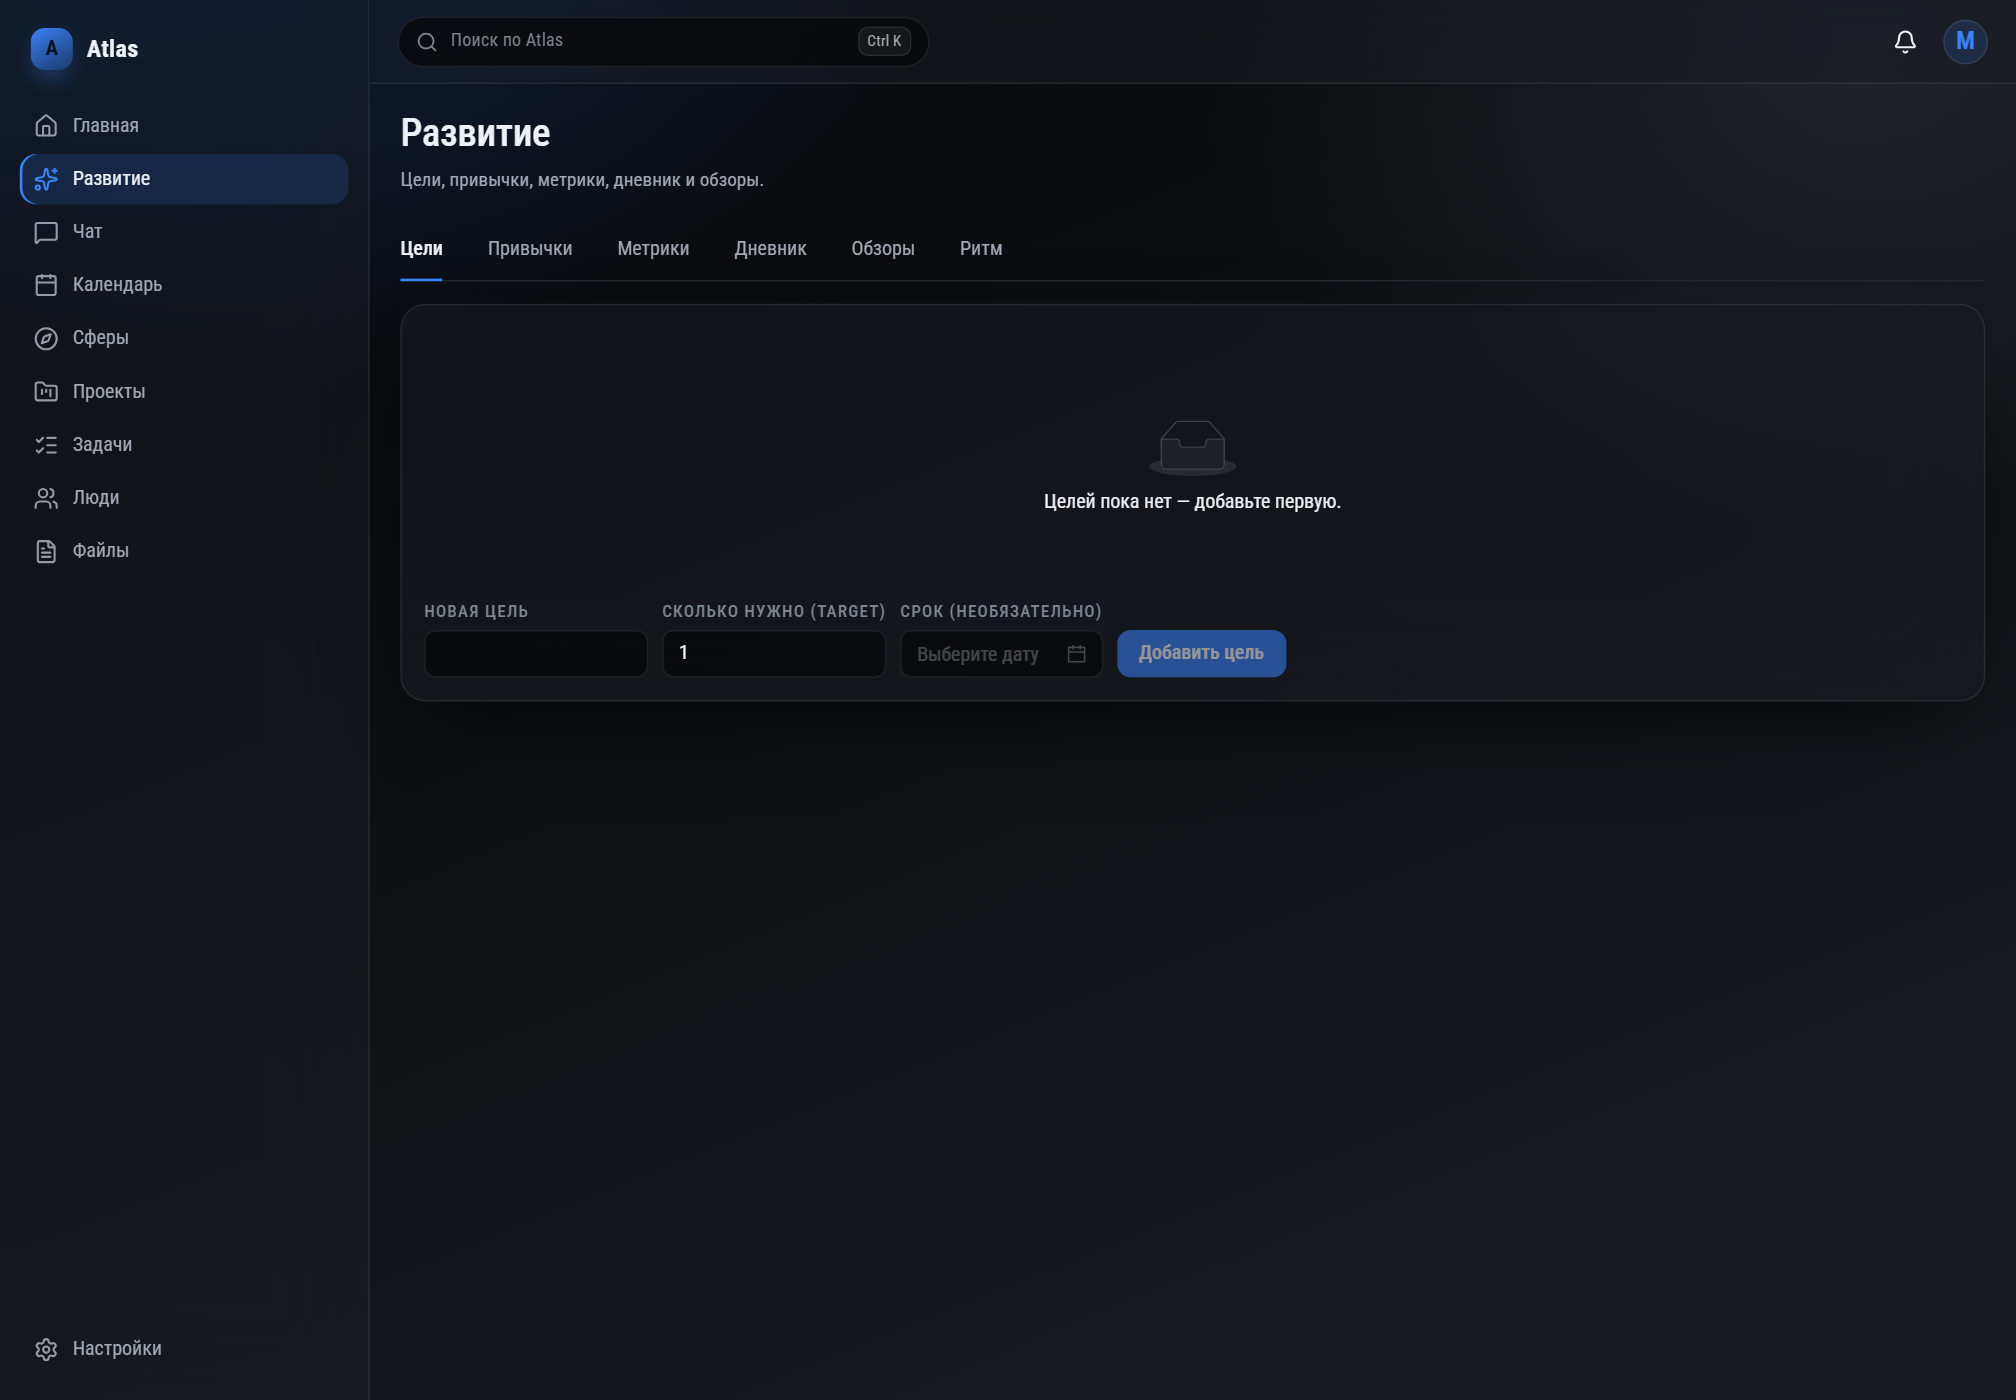 A
Atlas
Поиск по Atlas
Ctrl K
M
Главная
Развитие
Чат
Календарь
Сферы
Проекты
Задачи
Люди
Файлы
Настройки
Развитие
Цели, привычки, метрики, дневник и обзоры.
Цели Привычки Метрики Дневник Обзоры Ритм
Целей пока нет — добавьте первую.
НОВАЯ ЦЕЛЬ СКОЛЬКО НУЖНО (TARGET) СРОК (НЕОБЯЗАТЕЛЬНО)
1 Выберите дату Добавить цель